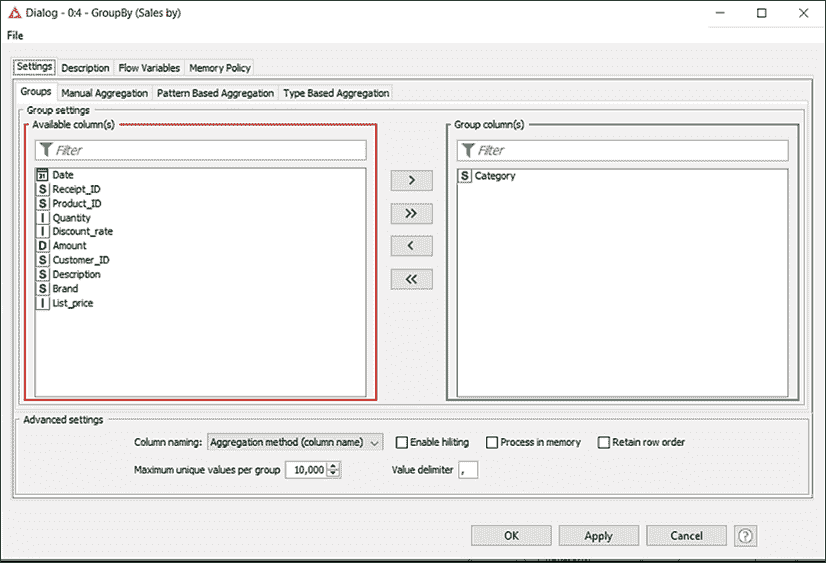 Dialog - 0:4 - GroupBy (Sales by)
File
Settings Description Flow Variables Memory Policy
Groups Manual Aggregation Pattern Based Aggregation Type Based Aggregation
Group settings
Available column(s) Group column(s)
Filter Filter
31 Date S Category
S Receipt_ID
S Product_ID
I Quantity
I Discount_rate
D Amount
S Customer_ID
S Description
S Brand
I List_price
>
>>
<
<<
Advanced settings
Column naming: Aggregation method (column name) Enable hiliting Process in memory Retain row order
Maximum unique values per group 10,000 Value delimiter ,
OK Apply Cancel ?